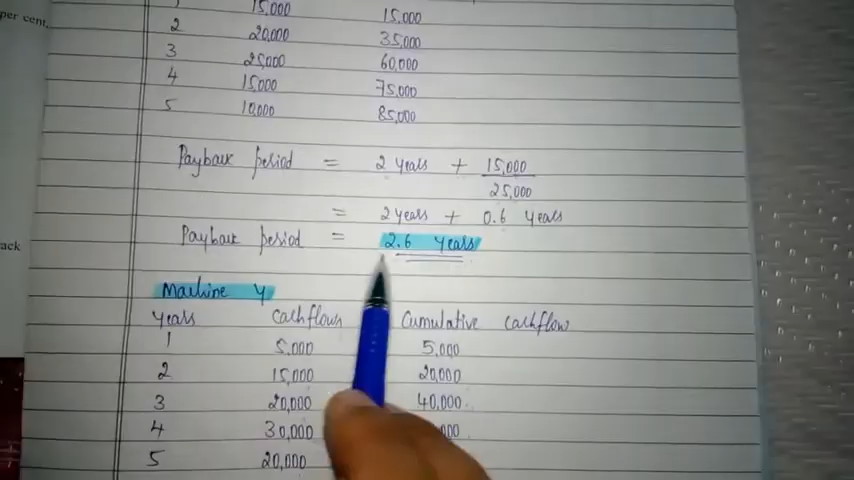 per cent,
1 15,000 15,000
2 20,000 35,000
3 25,000 60,000
4 15,000 75,000
5 10,000 85,000
Payback period = 2 years + 15,000
25,000
= 2 years + 0.6 years
Payback period = 2.6 years
ack
Machine Y
Years cashflows Cumulative cashflow
1 5,000 5,000
2 15,000 20,000
3 20,000 40,000
4 30,000
5 20,000